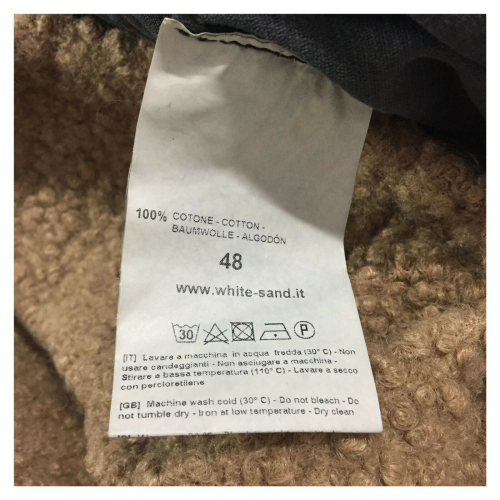 100% COTONE - COTTON -
BAUMWOLLE - ALGODÓN
48
www.white-sand.it
30 P
[IT] Lavare a macchina in acqua fredda (30° C) - Non
usare candeggianti - Non asciugare a macchina -
Stirare a bassa temperatura (110° C) - Lavare a secco
con percloretilene
[GB] Machine wash cold (30° C) - Do not bleach - Do
not tumble dry - Iron at low temperature - Dry clean